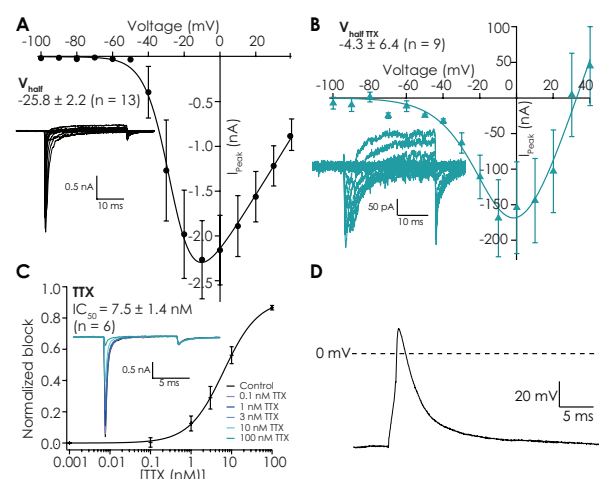 A
Voltage (mV)
-100 -80 -60 -40 -20 20
V half
-25.8 ± 2.2 (n = 13)
-0.5
-1.0
-1.5
-2.0
-2.5
I Peak (nA)
0.5 nA
10 ms
B
V half TTX
-4.3 ± 6.4 (n = 9)
Voltage (mV)
-100 -80 -60 -40 -20 0 20 40
100
50
-50
-100
-150
-200
I Peak (nA)
50 pA
10 ms
C
TTX
IC50 = 7.5 ± 1.4 nM
(n = 6)
Normalized block
1.0
0.8
0.6
0.4
0.2
0.0
0.001 0.01 0.1 1 10 100
[TTX (nM)]
0.5 nA
5 ms
Control
0.1 nM TTX
1 nM TTX
3 nM TTX
10 nM TTX
100 nM TTX
D
0 mV
20 mV
5 ms